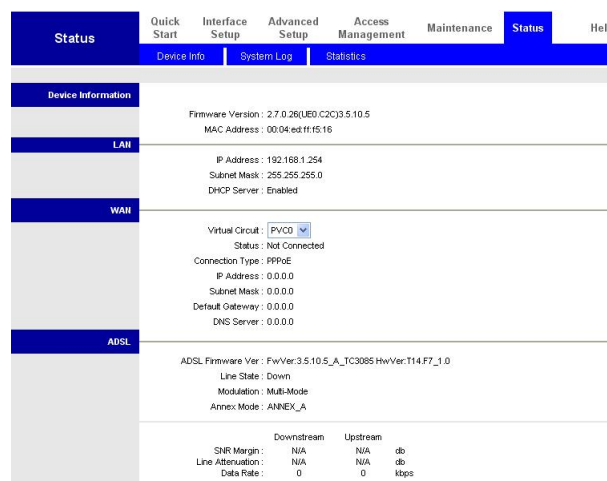 Status
Quick Start
Interface Setup
Advanced Setup
Access Management
Maintenance
Status
Hel
Device Info
System Log
Statistics
Device Information
Firmware Version : 2.7.0.26(UE0.C2C)3.5.10.5
MAC Address : 00:04:ed:ff:f5:16
LAN
IP Address : 192.168.1.254
Subnet Mask : 255.255.255.0
DHCP Server : Enabled
WAN
Virtual Circuit : PVC0
Status : Not Connected
Connection Type : PPPoE
IP Address : 0.0.0.0
Subnet Mask : 0.0.0.0
Default Gateway : 0.0.0.0
DNS Server : 0.0.0.0
ADSL
ADSL Firmware Ver : FwVer:3.5.10.5_A_TC3085 HwVer:T14.F7_1.0
Line State : Down
Modulation : Multi-Mode
Annex Mode : ANNEX_A
Downstream Upstream
SNR Margin : N/A N/A db
Line Attenuation : N/A N/A db
Data Rate : 0 0 kbps